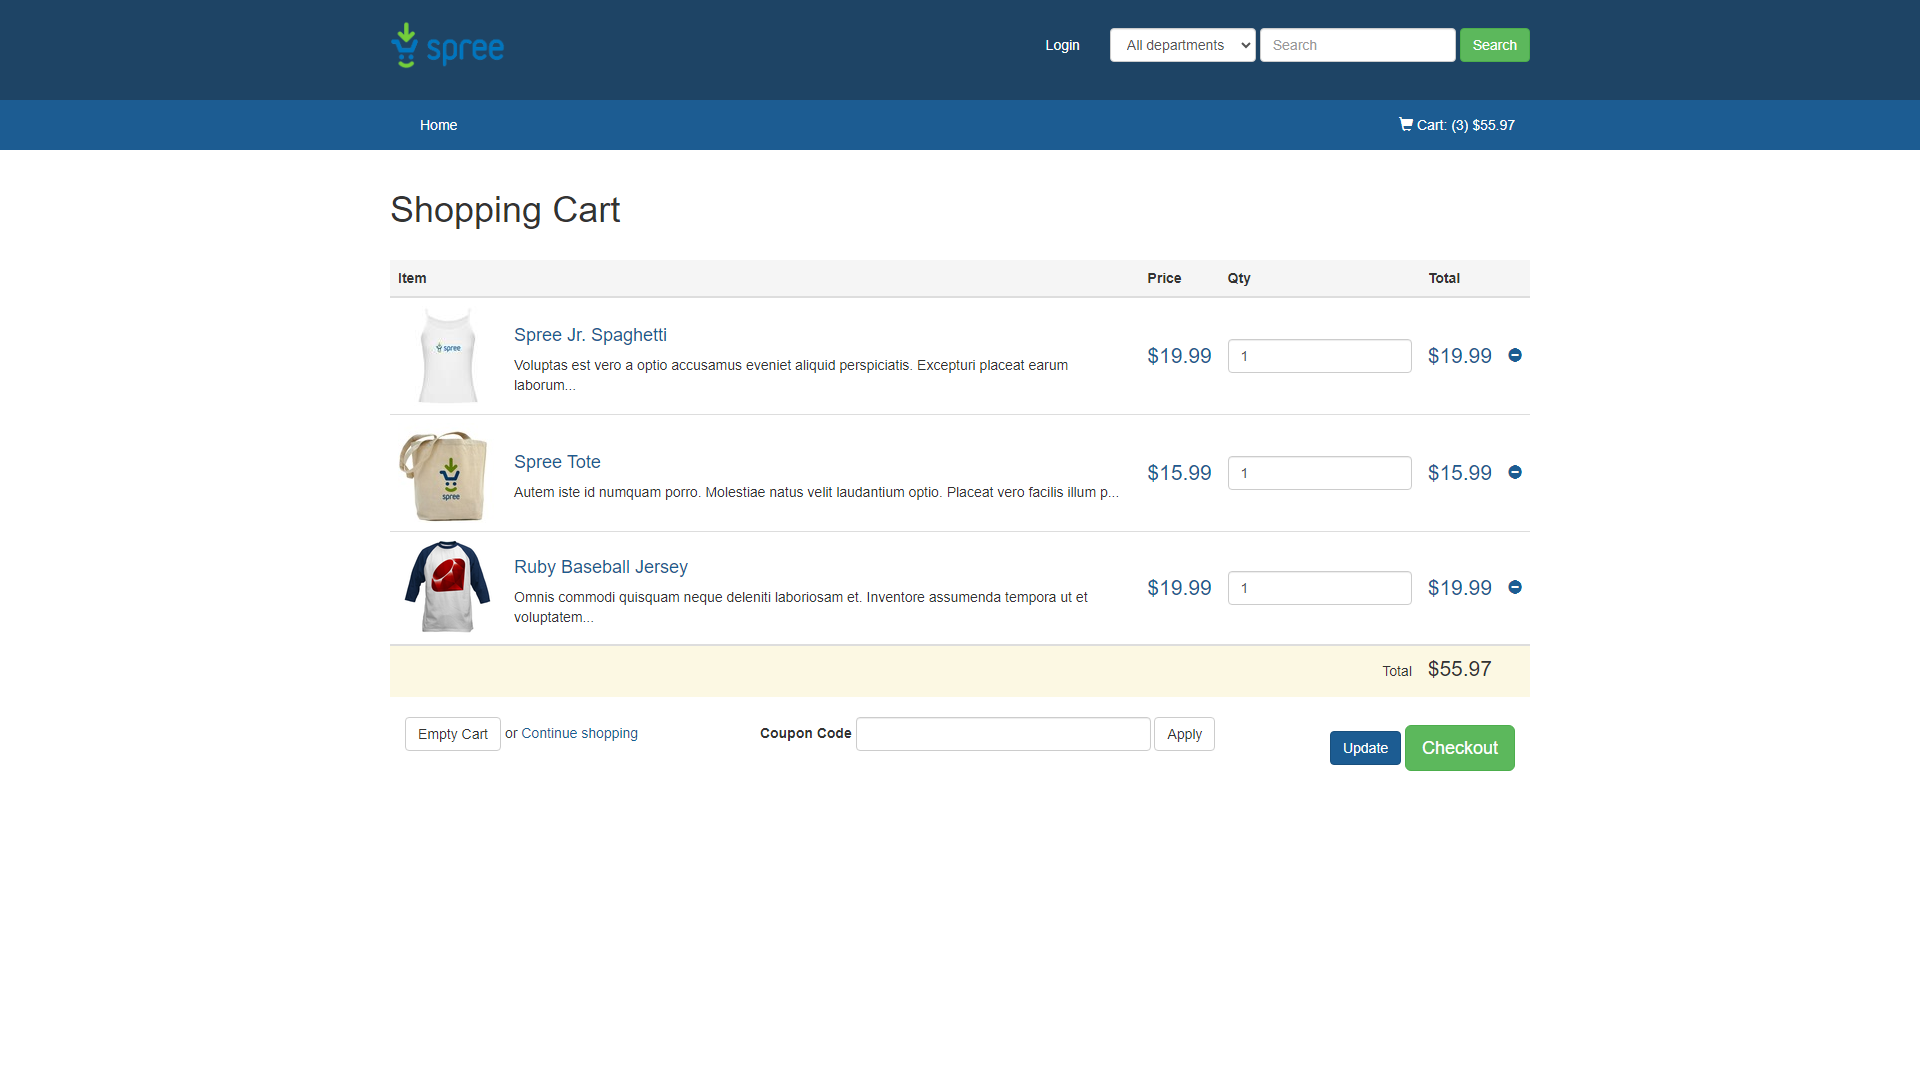 spree
Login
All departments
Search
Search
Home
Cart: (3) $55.97
Shopping Cart
Item Price Qty Total
spree
Spree Jr. Spaghetti
Voluptas est vero a optio accusamus eveniet aliquid perspiciatis. Excepturi placeat earum
laborum...
$19.99 1 $19.99
spree
Spree Tote
Autem iste id numquam porro. Molestiae natus velit laudantium optio. Placeat vero facilis illum p...
$15.99 1 $15.99
Ruby Baseball Jersey
Omnis commodi quisquam neque deleniti laboriosam et. Inventore assumenda tempora ut et
voluptatem...
$19.99 1 $19.99
Total $55.97
Empty Cart or Continue shopping
Coupon Code
Apply
Update
Checkout